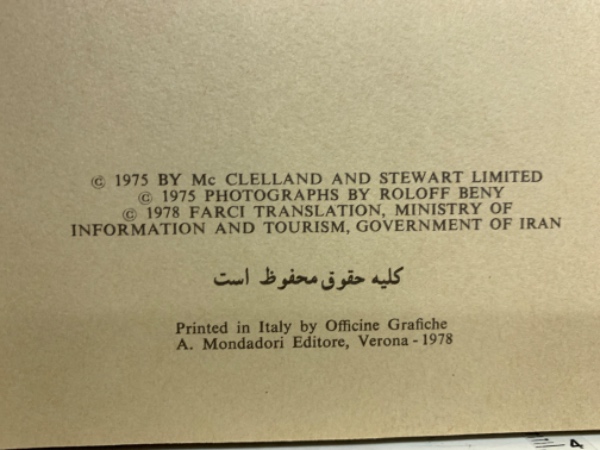 © 1975 BY Mc CLELLAND AND STEWART LIMITED
© 1975 PHOTOGRAPHS BY ROLOFF BENY
© 1978 FARCI TRANSLATION, MINISTRY OF
INFORMATION AND TOURISM, GOVERNMENT OF IRAN
کلیه حقوق محفوظ است
Printed in Italy by Officine Grafiche
A. Mondadori Editore, Verona - 1978
4